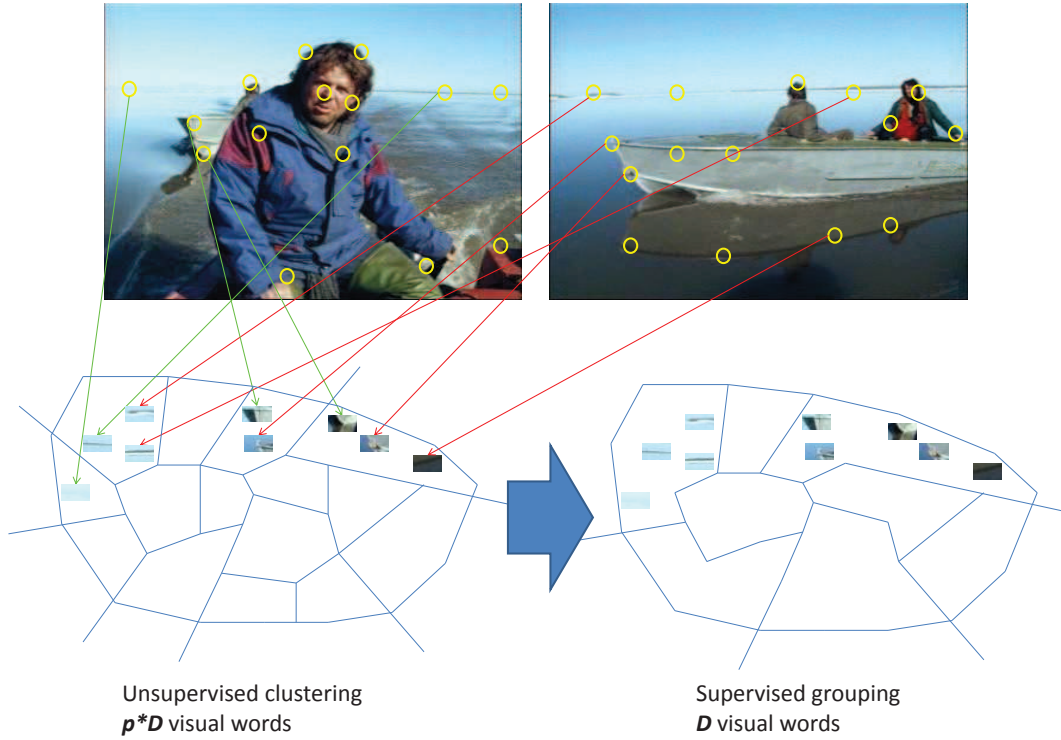 Unsupervised clustering
p*D visual words
Supervised grouping
D visual words